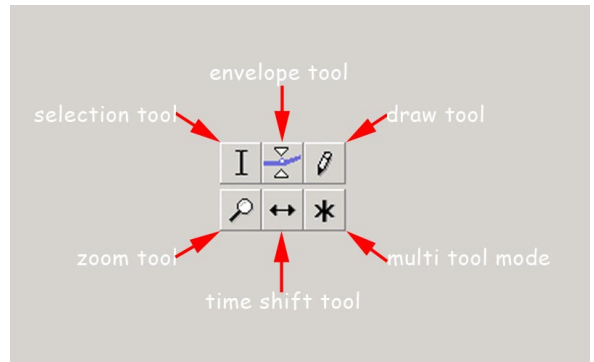 envelope tool
selection tool
draw tool
zoom tool
multi tool mode
time shift tool